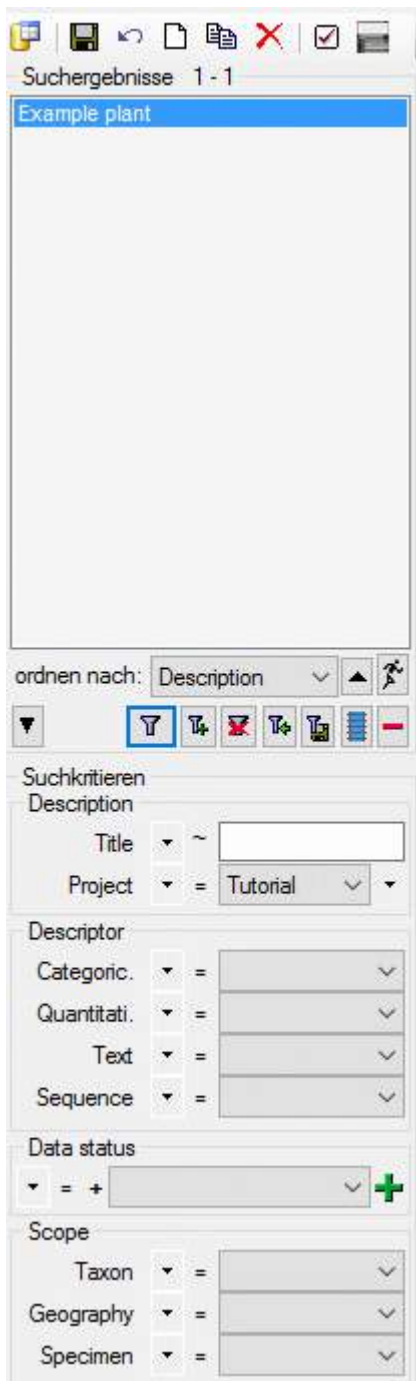 Suchergebnisse 1 - 1
Example plant
ordnen nach: Description
Suchkritieren
Description
Title ~
Project = Tutorial
Descriptor
Categoric. =
Quantitati. =
Text =
Sequence =
Data status
= +
Scope
Taxon =
Geography =
Specimen =